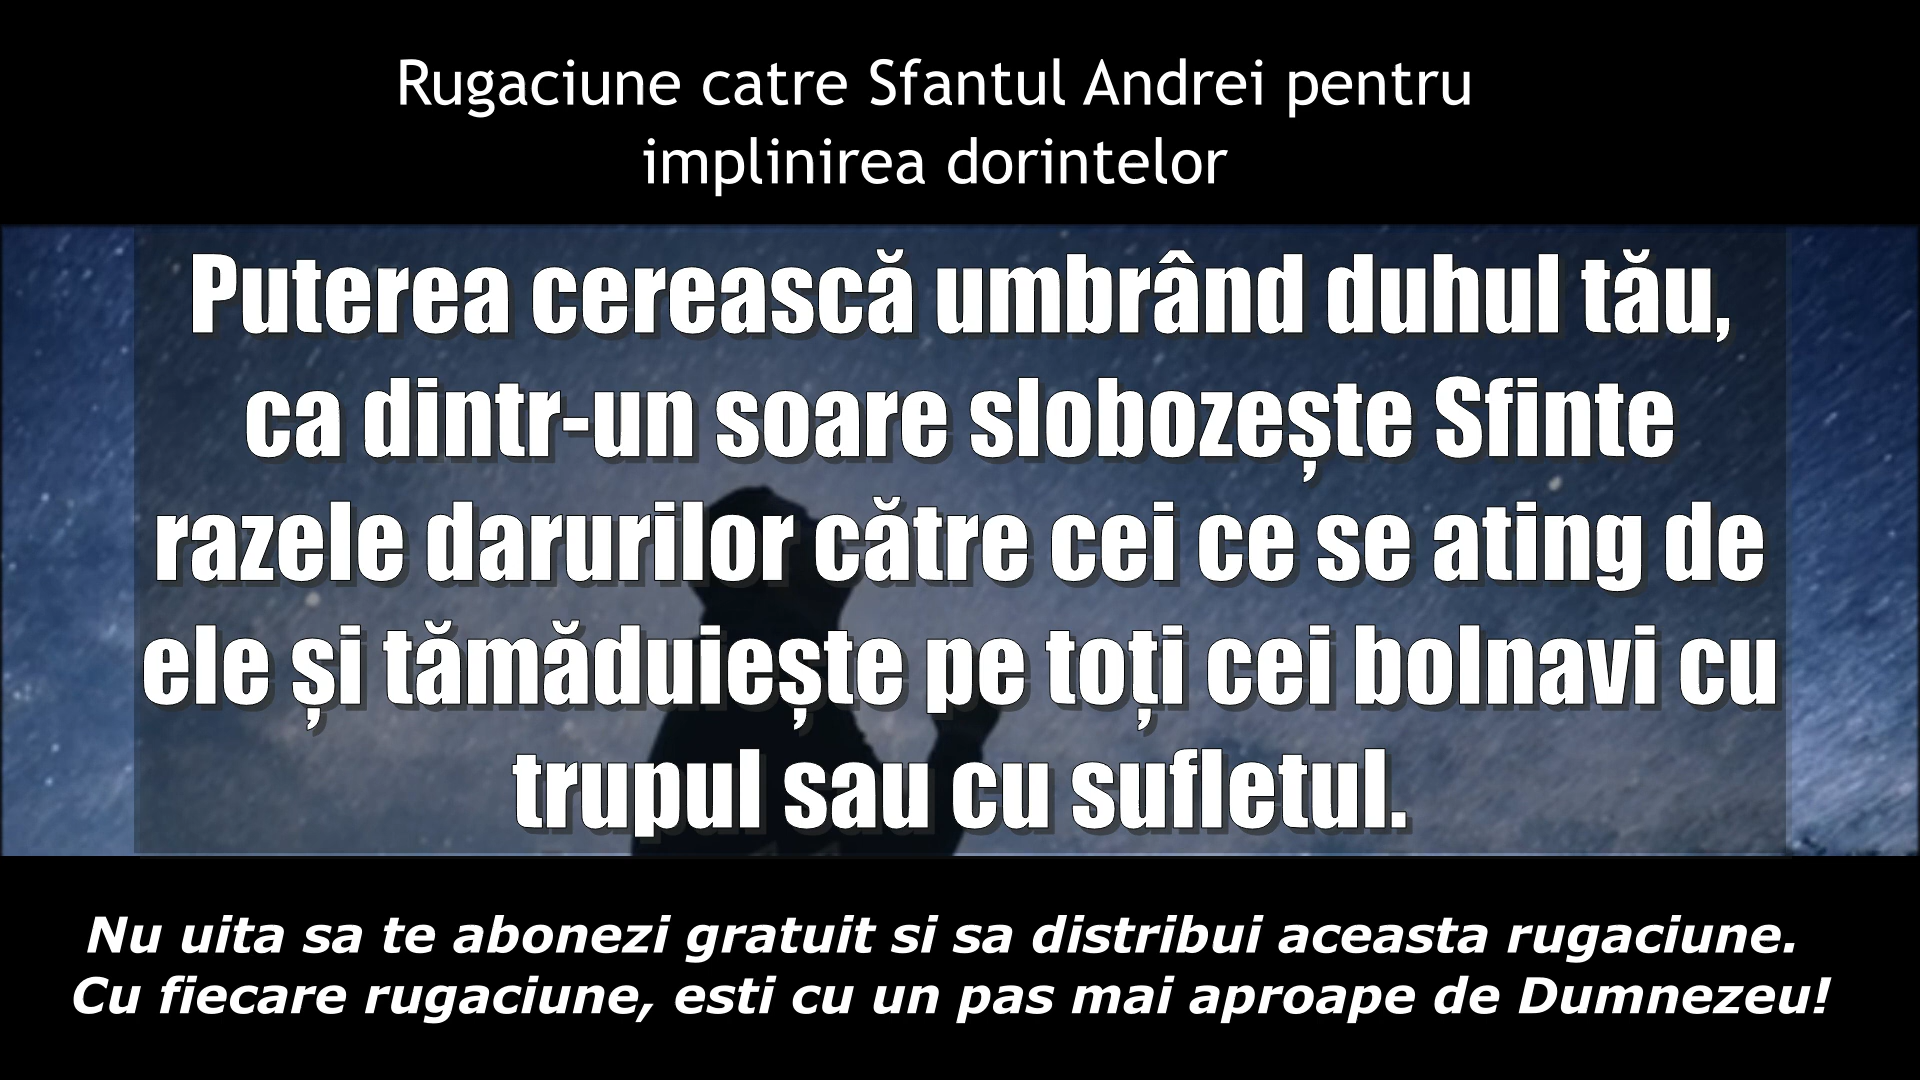 Rugaciune catre Sfantul Andrei pentru
implinirea dorintelor
Puterea cerească umbrând duhul tău,
ca dintr-un soare slobozește Sfinte
razele darurilor către cei ce se ating de
ele și tămăduiește pe toți cei bolnavi cu
trupul sau cu sufletul.
Nu uita sa te abonezi gratuit si sa distribui aceasta rugaciune.
Cu fiecare rugaciune, esti cu un pas mai aproape de Dumnezeu!